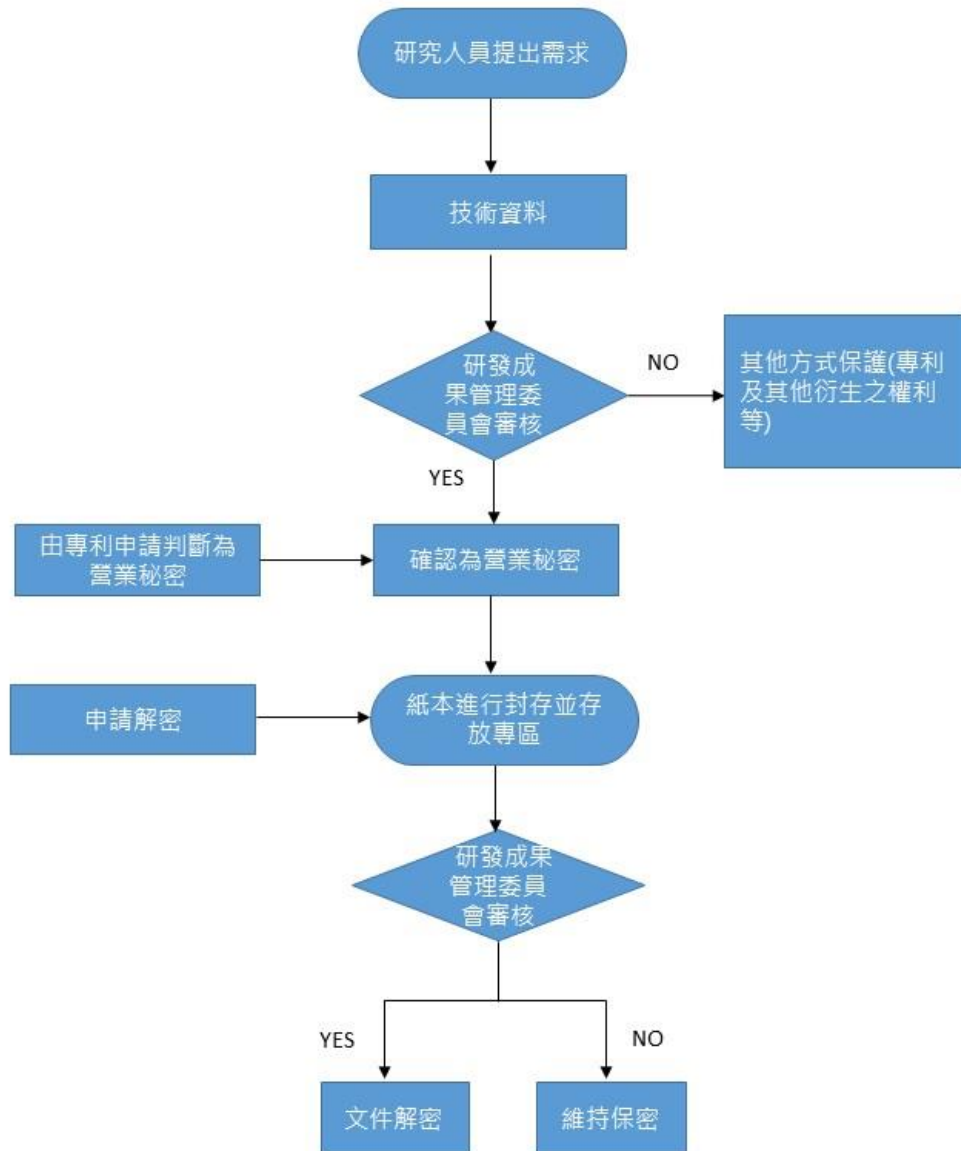 研究人員提出需求
技術資料
研發成
果管理委
員會審核
NO
其他方式保護(專利
及其他衍生之權利
等)
YES
由專利申請判斷為
營業秘密
確認為營業秘密
申請解密
紙本進行封存並存
放專區
研發成果
管理委員
會審核
YES
NO
文件解密
維持保密